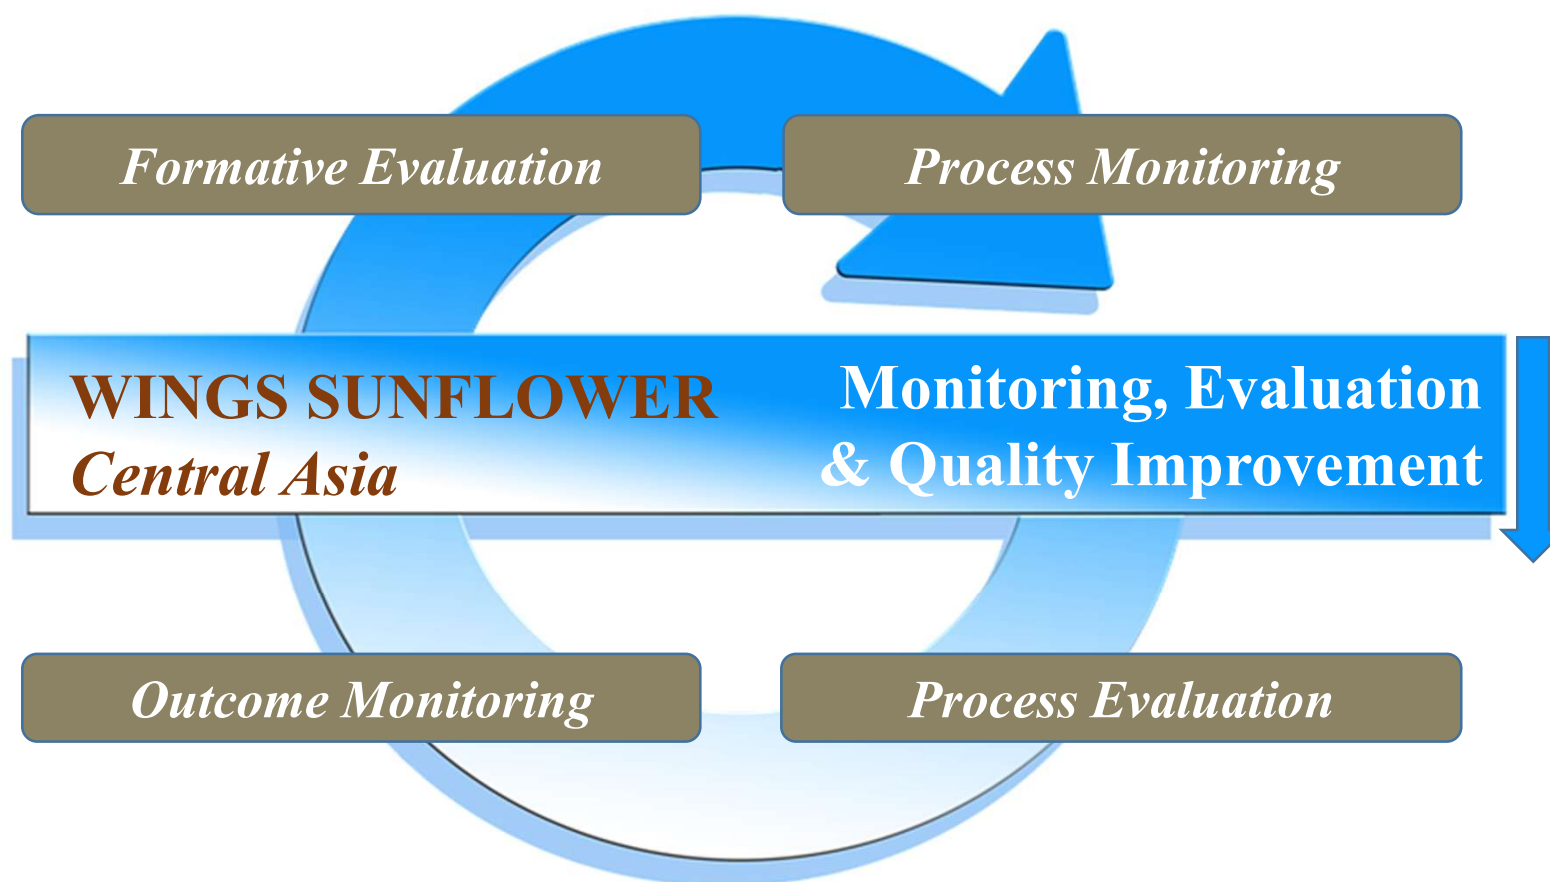 Formative Evaluation
Process Monitoring
WINGS SUNFLOWER
Central Asia
Monitoring, Evaluation
& Quality Improvement
Outcome Monitoring
Process Evaluation